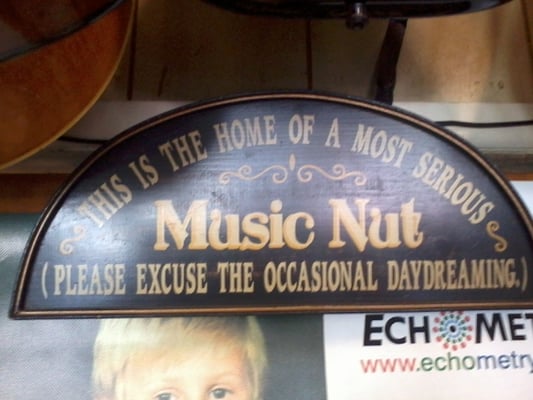 THIS IS THE HOME OF A MOST SERIOUS
Music Nut
(PLEASE EXCUSE THE OCCASIONAL DAYDREAMING.)
ECHOMET
www.echometry